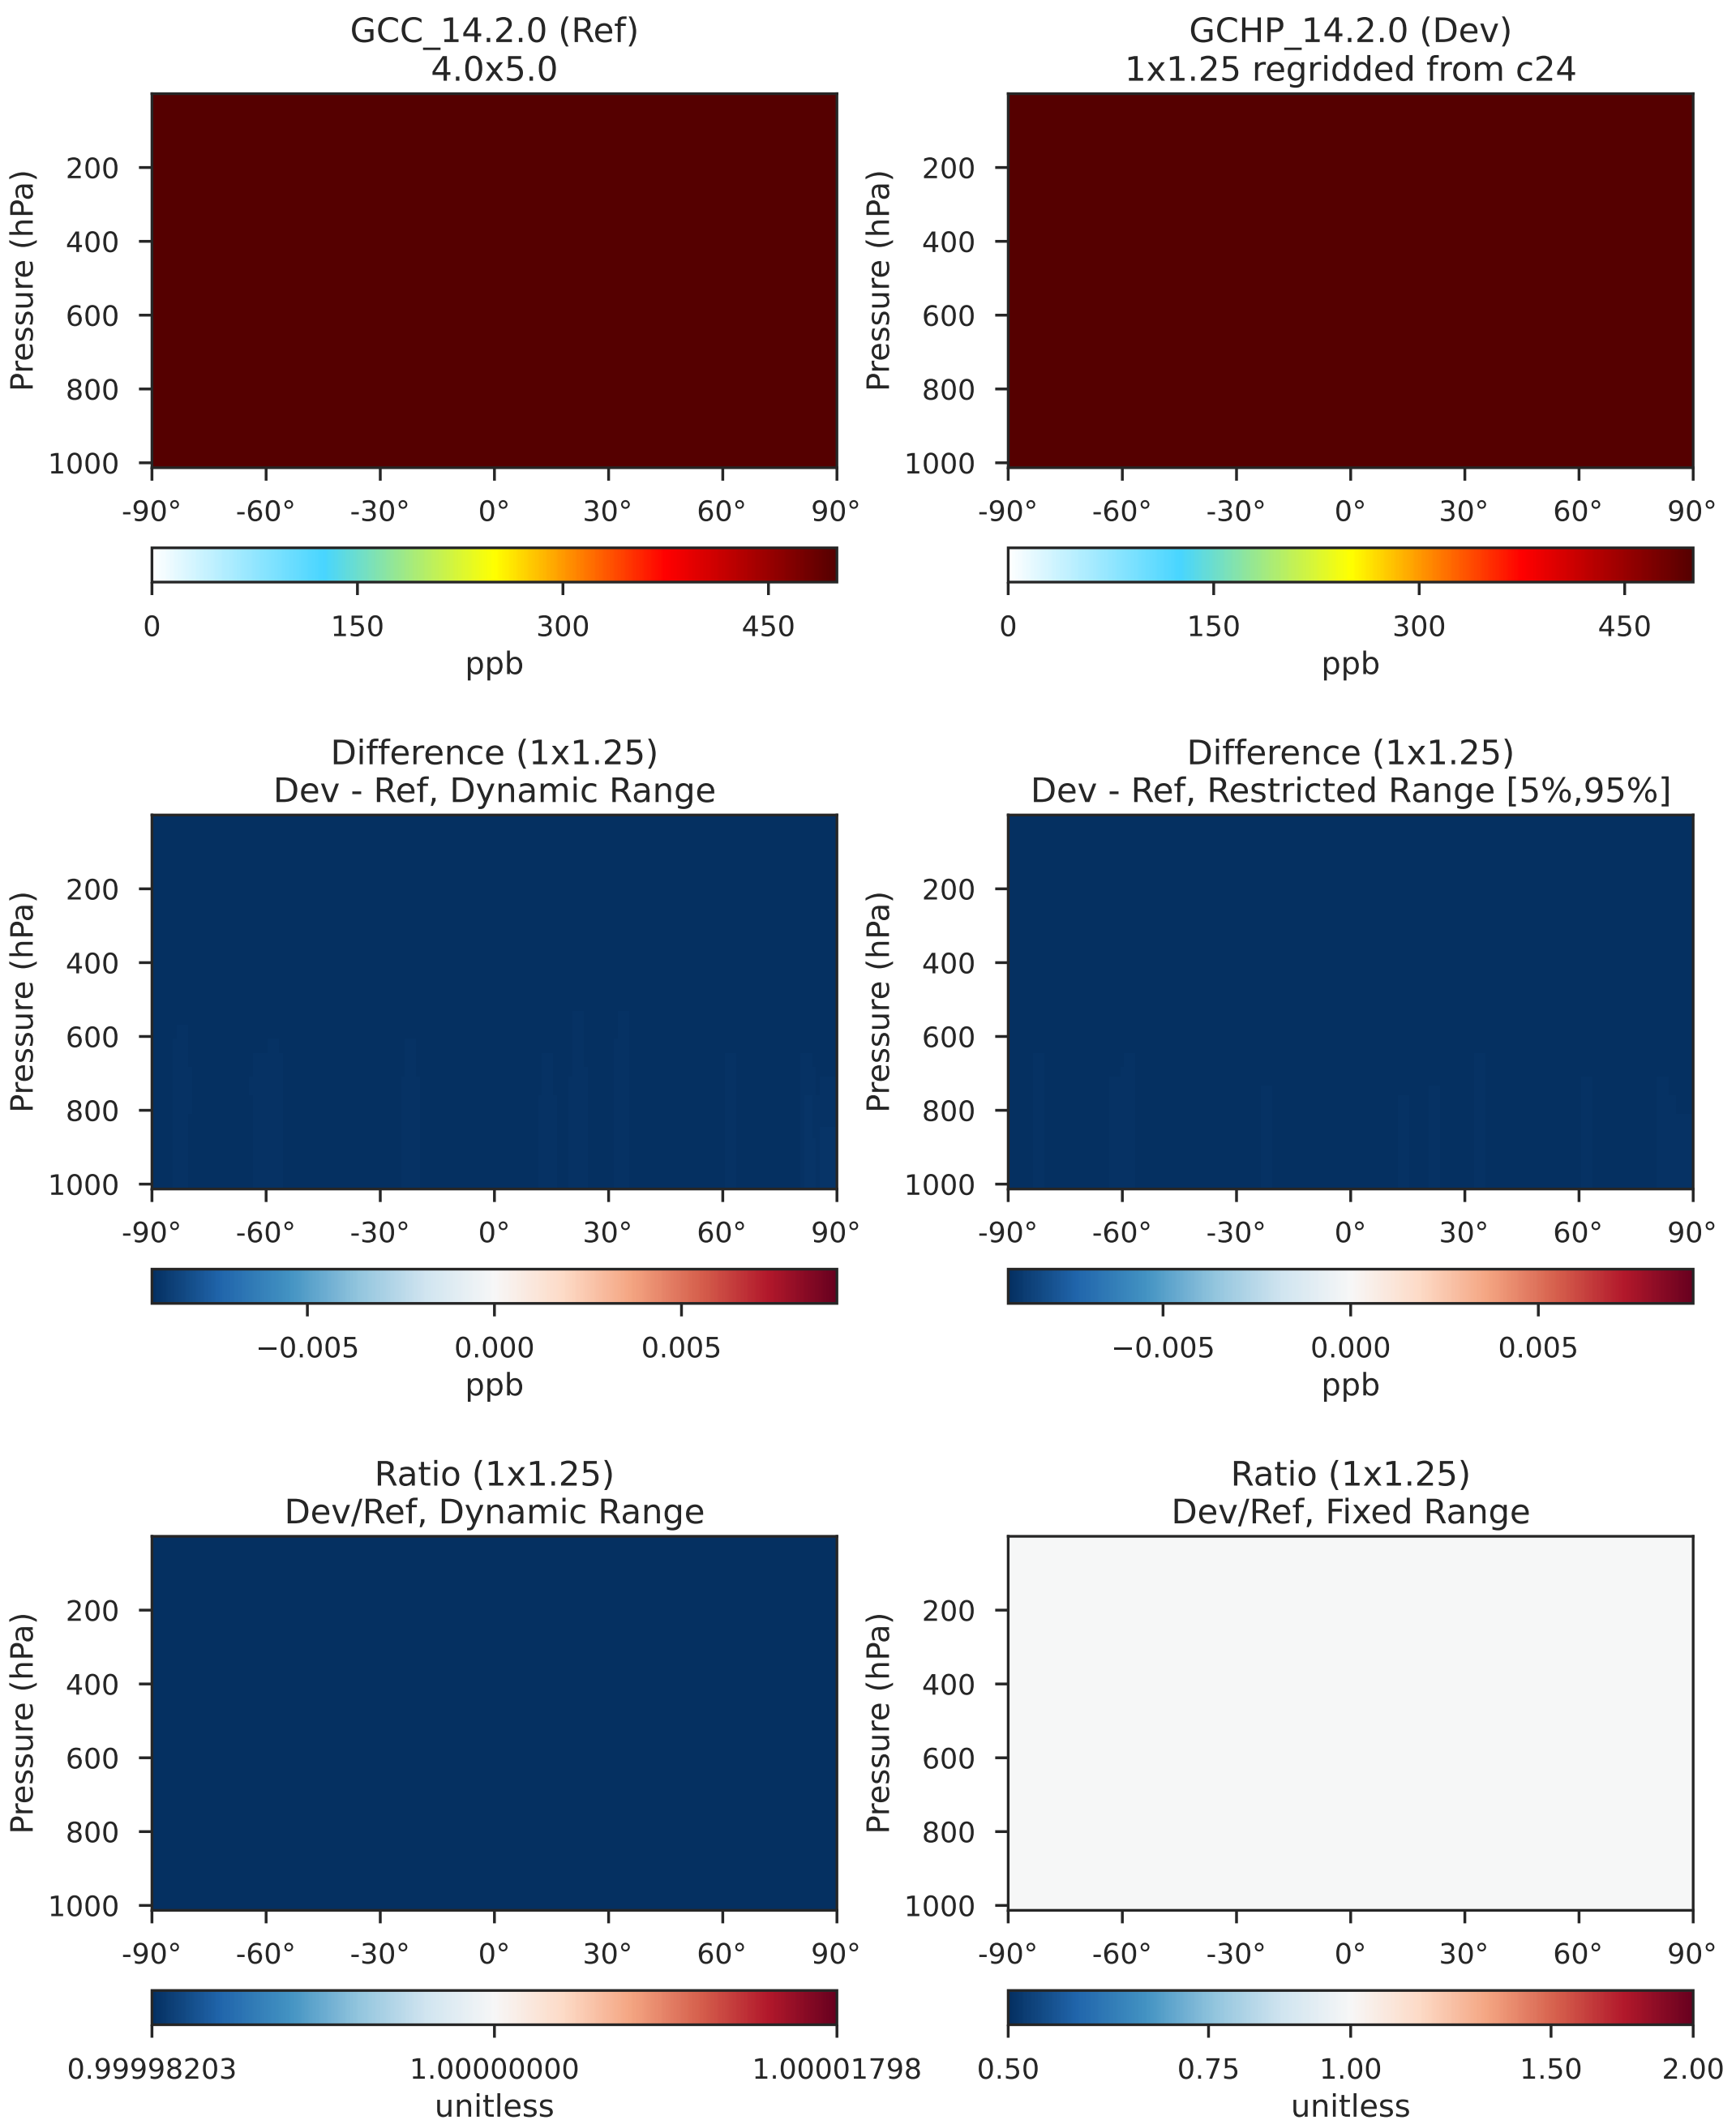 GCC_14.2.0 (Ref)
4.0x5.0
Pressure (hPa)
200
400
600
800
1000
-90° -60° -30° 0° 30° 60° 90°
0 150 300 450
ppb
GCHP_14.2.0 (Dev)
1x1.25 regridded from c24
Pressure (hPa)
200
400
600
800
1000
-90° -60° -30° 0° 30° 60° 90°
0 150 300 450
ppb
Difference (1x1.25)
Dev - Ref, Dynamic Range
Pressure (hPa)
200
400
600
800
1000
-90° -60° -30° 0° 30° 60° 90°
−0.005 0.000 0.005
ppb
Difference (1x1.25)
Dev - Ref, Restricted Range [5%,95%]
Pressure (hPa)
200
400
600
800
1000
-90° -60° -30° 0° 30° 60° 90°
−0.005 0.000 0.005
ppb
Ratio (1x1.25)
Dev/Ref, Dynamic Range
Pressure (hPa)
200
400
600
800
1000
-90° -60° -30° 0° 30° 60° 90°
0.99998203 1.00000000 1.00001798
unitless
Ratio (1x1.25)
Dev/Ref, Fixed Range
Pressure (hPa)
200
400
600
800
1000
-90° -60° -30° 0° 30° 60° 90°
0.50 0.75 1.00 1.50 2.00
unitless